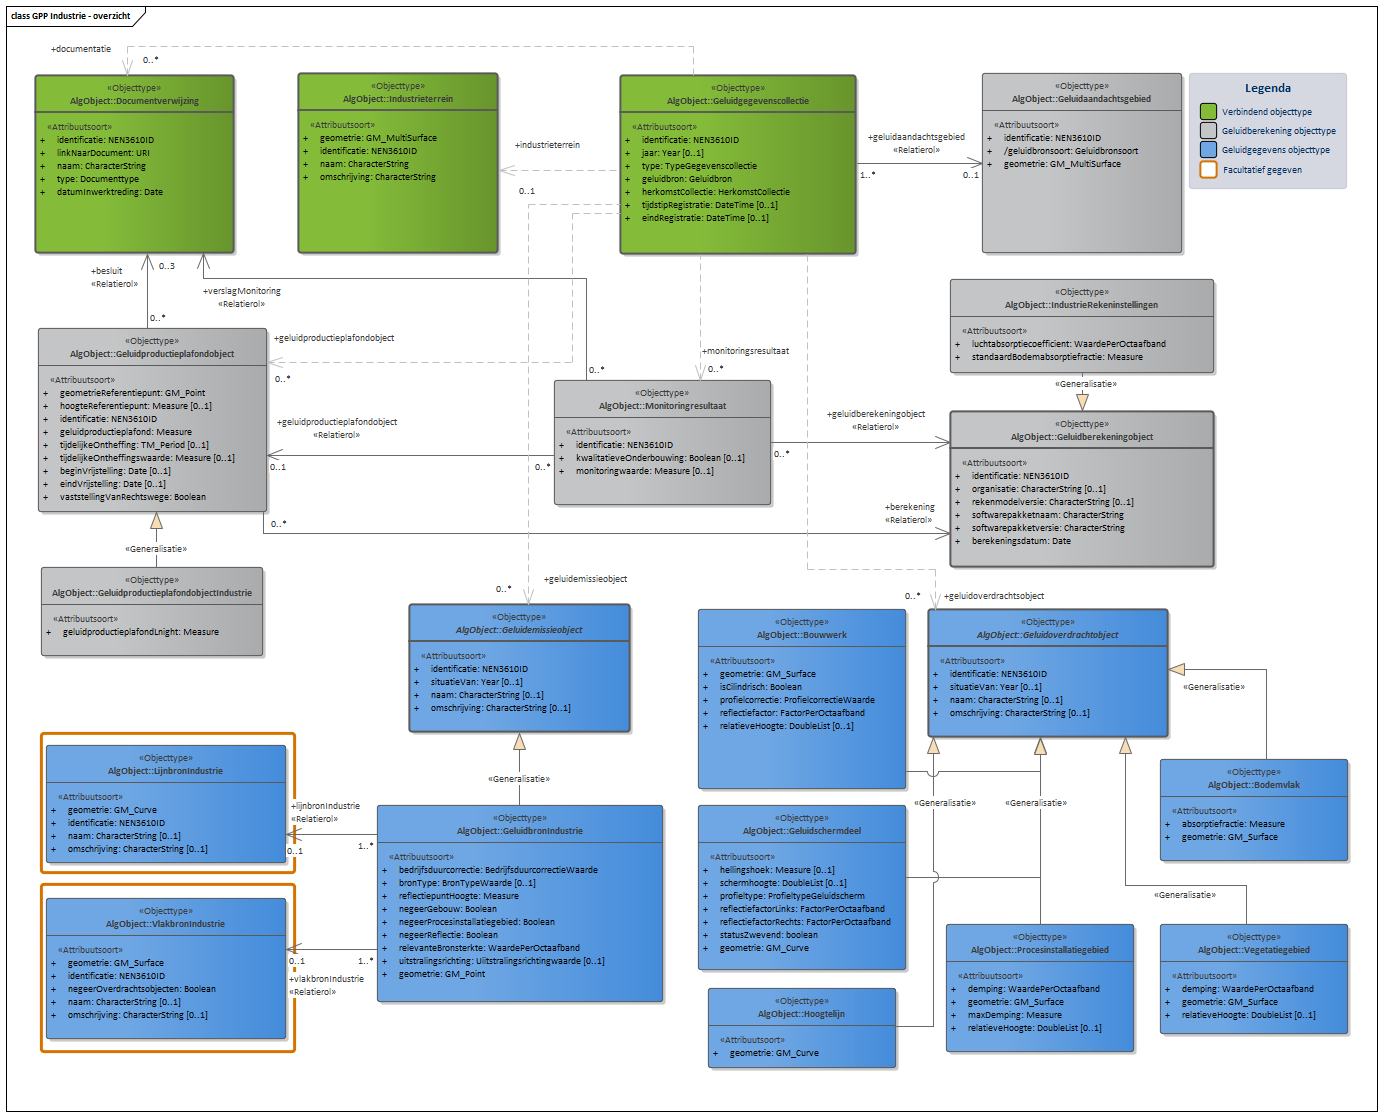 class GPP Industrie - overzicht
+documentatie
0..*
«Objecttype»
AlgObject::Documentverwijzing
«Attribuutsoort»
+ identificatie: NEN3610ID
+ linkNaarDocument: URI
+ naam: CharacterString
+ type: Documenttype
+ datumInwerktreding: Date
«Objecttype»
AlgObject::Industrieterrein
«Attribuutsoort»
+ geometrie: GM_MultiSurface
+ identificatie: NEN3610ID
+ naam: CharacterString
+ omschrijving: CharacterString
+industrieterrein
0..1
«Objecttype»
AlgObject::Geluidgegevenscollectie
«Attribuutsoort»
+ identificatie: NEN3610ID
+ jaar: Year [0..1]
+ type: TypeGegevenscollectie
+ geluidbron: Geluidbron
+ herkomstCollectie: HerkomstCollectie
+ tijdstipRegistratie: DateTime [0..1]
+ eindRegistratie: DateTime [0..1]
+geluidaandachtsgebied
«Relatierol»
1..*
0..1
«Objecttype»
AlgObject::Geluidaandachtsgebied
«Attribuutsoort»
+ identificatie: NEN3610ID
+ /geluidbronsoort: Geluidbronsoort
+ geometrie: GM_MultiSurface
Legenda
Verbindend objecttype
Geluidberekening objecttype
Geluidgegevens objecttype
Facultatief gegeven
+besluit
«Relatierol»
0..3
0..*
+verslagMonitoring
«Relatierol»
0..*
«Objecttype»
AlgObject::Geluidproductieplafondobject
«Attribuutsoort»
+ geometrieReferentiepunt: GM_Point
+ hoogteReferentiepunt: Measure [0..1]
+ identificatie: NEN3610ID
+ geluidproductieplafond: Measure
+ tijdelijkeOntheffing: TM_Period [0..1]
+ tijdelijkeOntheffingswaarde: Measure [0..1]
+ beginVrijstelling: Date [0..1]
+ eindVrijstelling: Date [0..1]
+ vaststellingVanRechtswege: Boolean
+geluidproductieplafondobject
0..*
+geluidproductieplafondobject
«Relatierol»
0..1
0..*
+monitoringsresultaat
0..*
«Objecttype»
AlgObject::Monitoringresultaat
«Attribuutsoort»
+ identificatie: NEN3610ID
+ kwalitatieveOnderbouwing: Boolean [0..1]
+ monitoringwaarde: Measure [0..1]
+geluidberekeningobject
«Relatierol»
0..*
«Objecttype»
AlgObject::IndustrieRekeninstellingen
«Attribuutsoort»
+ luchtabsorptiecoefficient: WaardePerOctaafband
+ standaardBodemabsorptiefractie: Measure
«Generalisatie»
«Objecttype»
AlgObject::Geluidberekeningobject
«Attribuutsoort»
+ identificatie: NEN3610ID
+ organisatie: CharacterString [0..1]
+ rekenmodelversie: CharacterString [0..1]
+ softwarepakketnaam: CharacterString
+ softwarepakketversie: CharacterString
+ berekeningsdatum: Date
+berekening
«Relatierol»
0..*
«Generalisatie»
«Objecttype»
AlgObject::GeluidproductieplafondobjectIndustrie
«Attribuutsoort»
+ geluidproductieplafondLnight: Measure
+geluidemissieobject
0..*
«Objecttype»
AlgObject::Geluidemissieobject
«Attribuutsoort»
+ identificatie: NEN3610ID
+ situatieVan: Year [0..1]
+ naam: CharacterString [0..1]
+ omschrijving: CharacterString [0..1]
«Generalisatie»
«Objecttype»
AlgObject::Bouwwerk
«Attribuutsoort»
+ geometrie: GM_Surface
+ isCilindrisch: Boolean
+ profielcorrectie: ProfielcorrectieWaarde
+ reflectiefactor: FactorPerOctaafband
+ relatieveHoogte: DoubleList [0..1]
0..*
+geluidoverdrachtsobject
«Objecttype»
AlgObject::Geluidoverdrachtobject
«Attribuutsoort»
+ identificatie: NEN3610ID
+ situatieVan: Year [0..1]
+ naam: CharacterString [0..1]
+ omschrijving: CharacterString [0..1]
«Generalisatie»
«Objecttype»
AlgObject::Bodemvlak
«Attribuutsoort»
+ absorptiefractie: Measure
+ geometrie: GM_Surface
«Objecttype»
AlgObject::LijnbronIndustrie
«Attribuutsoort»
+ geometrie: GM_Curve
+ identificatie: NEN3610ID
+ naam: CharacterString [0..1]
+ omschrijving: CharacterString [0..1]
+lijnbronIndustrie
«Relatierol»
0..1
1..*
«Objecttype»
AlgObject::VlakbronIndustrie
«Attribuutsoort»
+ geometrie: GM_Surface
+ identificatie: NEN3610ID
+ negeerOverdrachtsobjecten: Boolean
+ naam: CharacterString [0..1]
+ omschrijving: CharacterString [0..1]
0..1
1..*
+vlakbronIndustrie
«Relatierol»
«Objecttype»
AlgObject::GeluidbronIndustrie
«Attribuutsoort»
+ bedrijfsduurcorrectie: BedrijfsduurcorrectieWaarde
+ bronType: BronTypeWaarde [0..1]
+ reflectiepuntHoogte: Measure
+ negeerGebouw: Boolean
+ negeerProcesinstallatiegebied: Boolean
+ negeerReflectie: Boolean
+ relevanteBronsterkte: WaardePerOctaafband
+ uitstralingsrichting: Uitstralingsrichtingwaarde [0..1]
+ geometrie: GM_Point
«Objecttype»
AlgObject::Geluidschermdeel
«Attribuutsoort»
+ hellingshoek: Measure [0..1]
+ schermhoogte: DoubleList [0..1]
+ profieltype: ProfieltypeGeluidscherm
+ reflectiefactorLinks: FactorPerOctaafband
+ reflectiefactorRechts: FactorPerOctaafband
+ statusZwevend: boolean
+ geometrie: GM_Curve
«Generalisatie»
«Generalisatie»
«Generalisatie»
«Objecttype»
AlgObject::Hoogtelijn
«Attribuutsoort»
+ geometrie: GM_Curve
«Objecttype»
AlgObject::Procesinstallatiegebied
«Attribuutsoort»
+ demping: WaardePerOctaafband
+ geometrie: GM_Surface
+ maxDemping: Measure
+ relatieveHoogte: DoubleList [0..1]
«Objecttype»
AlgObject::Vegetatiegebied
«Attribuutsoort»
+ demping: WaardePerOctaafband
+ geometrie: GM_Surface
+ relatieveHoogte: DoubleList [0..1]